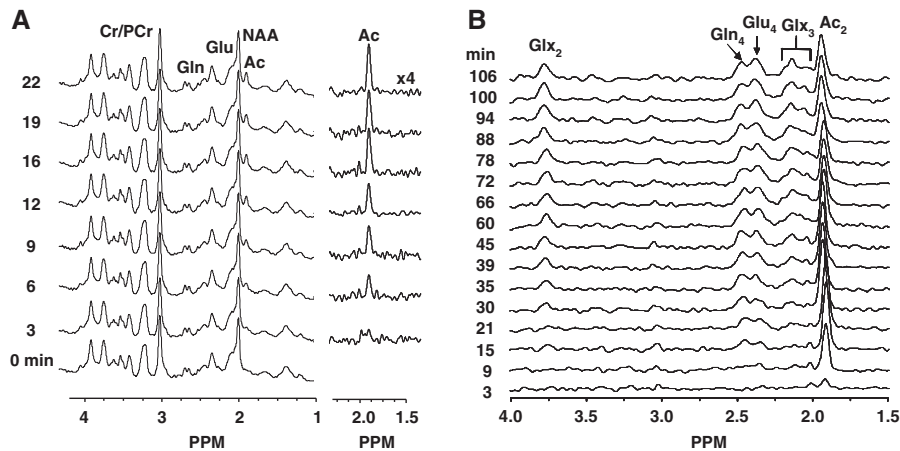 A
Cr/PCr
NAA
Glu
Gln
Ac
Ac
x4
22
19
16
12
9
6
3
0 min
4 3 2 1
2.0 1.5
PPM PPM
B
Glx2
Gln4
Glu4
Glx3
Ac2
min
106
100
94
88
78
72
66
60
45
39
35
30
21
15
9
3
4.0 3.5 3.0 2.5 2.0 1.5
PPM